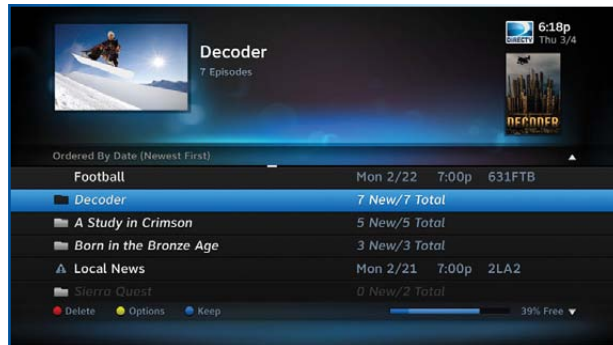 Decoder
7 Episodes
DIRECTV
6:18p
Thu 3/4
DECODER
Ordered By Date (Newest First)
Football Mon 2/22 7:00p 631FTB
Decoder 7 New/7 Total
A Study in Crimson 5 New/5 Total
Born in the Bronze Age 3 New/3 Total
Local News Mon 2/21 7:00p 2LA2
Sierra Quest 0 New/2 Total
Delete Options Keep 39% Free